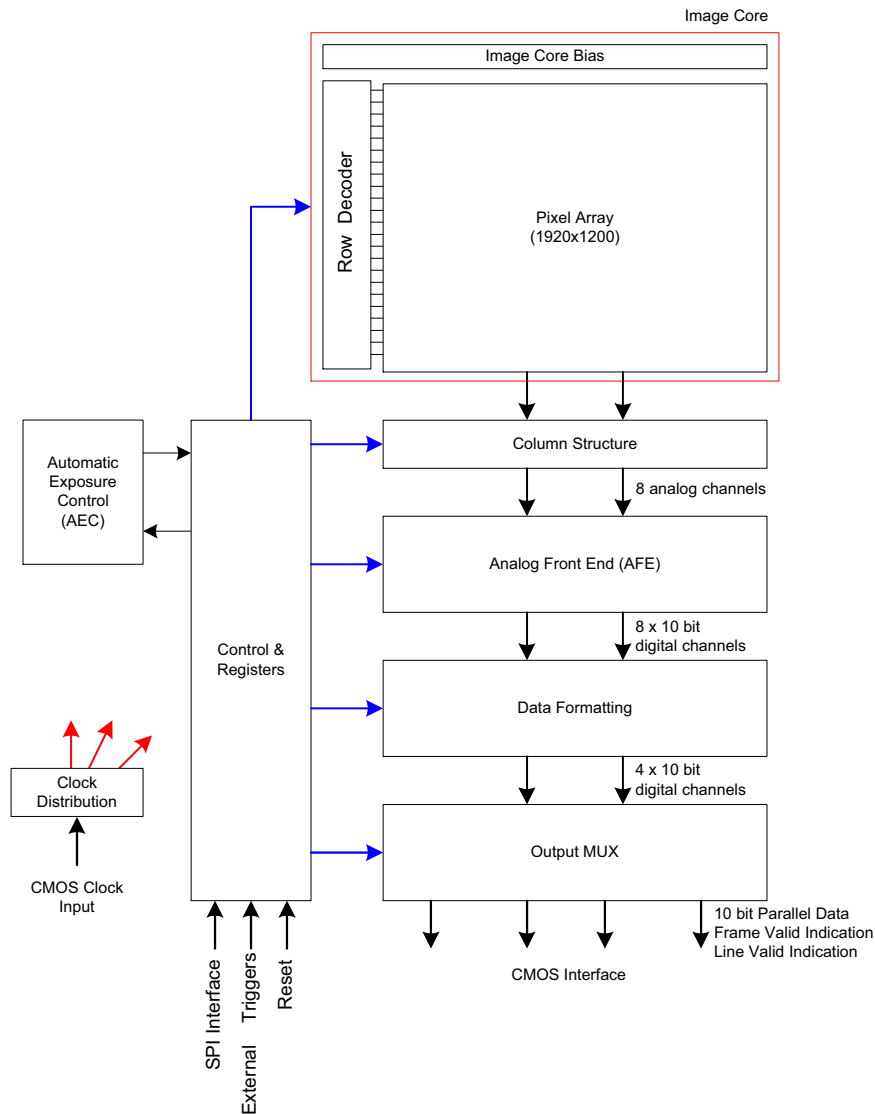 Image Core
Image Core Bias
Row Decoder
Pixel Array
(1920x1200)
Automatic
Exposure
Control
(AEC)
Column Structure
8 analog channels
Analog Front End (AFE)
8 x 10 bit
digital channels
Control &
Registers
Data Formatting
4 x 10 bit
digital channels
Clock
Distribution
Output MUX
CMOS Clock
Input
10 bit Parallel Data
Frame Valid Indication
Line Valid Indication
CMOS Interface
SPI Interface
External Triggers
Reset